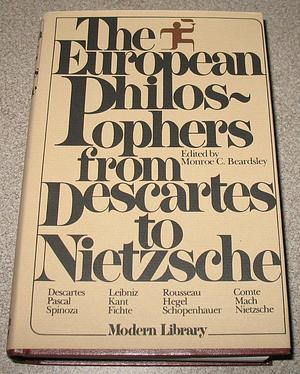 The
European
Philos~
ophers
Edited by
Monroe C. Beardsley
from
Descartes
to
Nietzsche
Descartes Leibniz Rousseau Comte
Pascal Kant Hegel Mach
Spinoza Fichte Schopenhauer Nietzsche
Modern Library